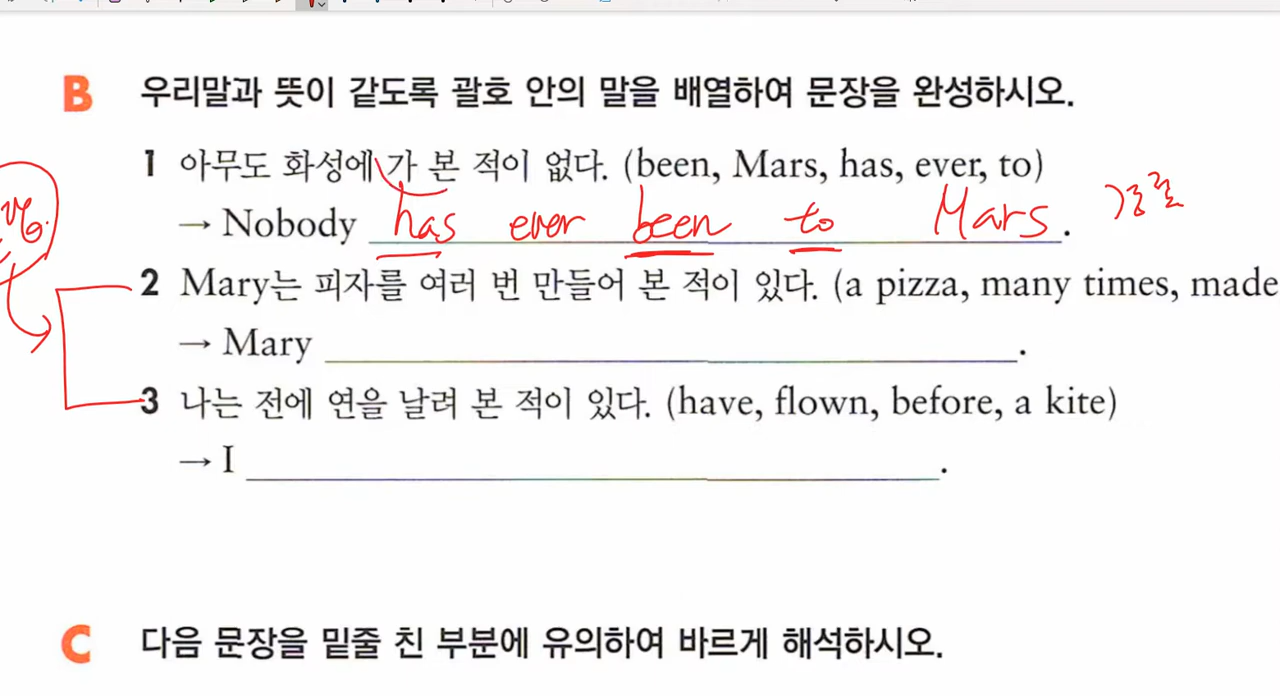 B 우리말과 뜻이 같도록 괄호 안의 말을 배열하여 문장을 완성하시오.
1 아무도 화성에 가 본 적이 없다. (been, Mars, has, ever, to)
→ Nobody has ever been to Mars.
2 Mary는 피자를 여러 번 만들어 본 적이 있다. (a pizza, many times, made
→ Mary .
3 나는 전에 연을 날려 본 적이 있다. (have, flown, before, a kite)
→ I .
C 다음 문장을 밑줄 친 부분에 유의하여 바르게 해석하시오.